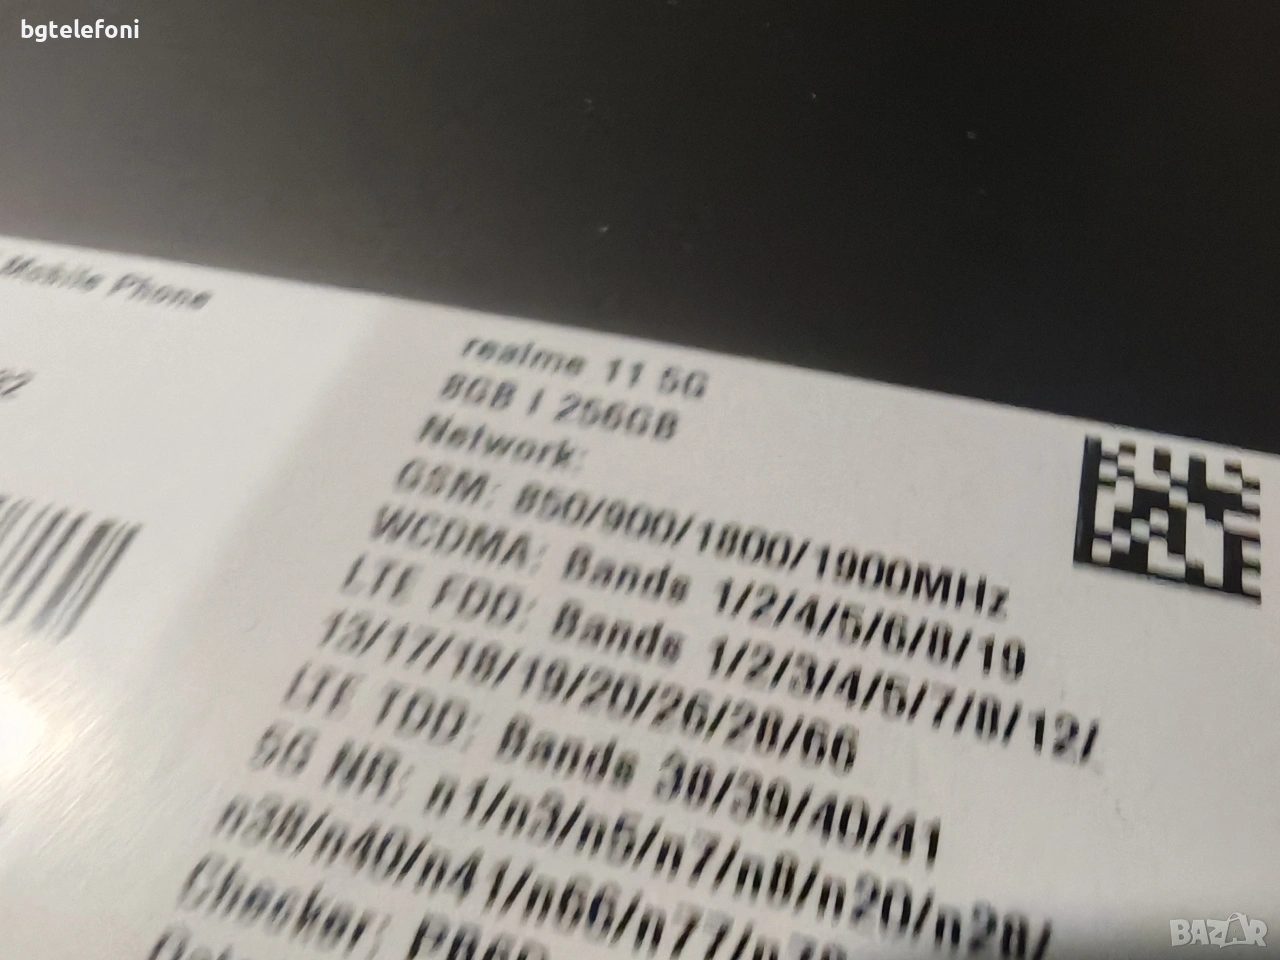 bgtelefoni
Mobile Phone
realme 11 5G
8GB / 256GB
Network:
GSM: 850/900/1800/1900MHz
WCDMA: Bands 1/2/4/5/6/8/19
LTE FDD: Bands 1/2/3/4/5/7/8/12/
13/17/18/19/20/26/28/66
LTE TDD: Bands 38/39/40/41
5G NR: n1/n3/n5/n7/n8/n20/n28/
n38/n40/n41/n66/n77/
Checker:
BAZAR